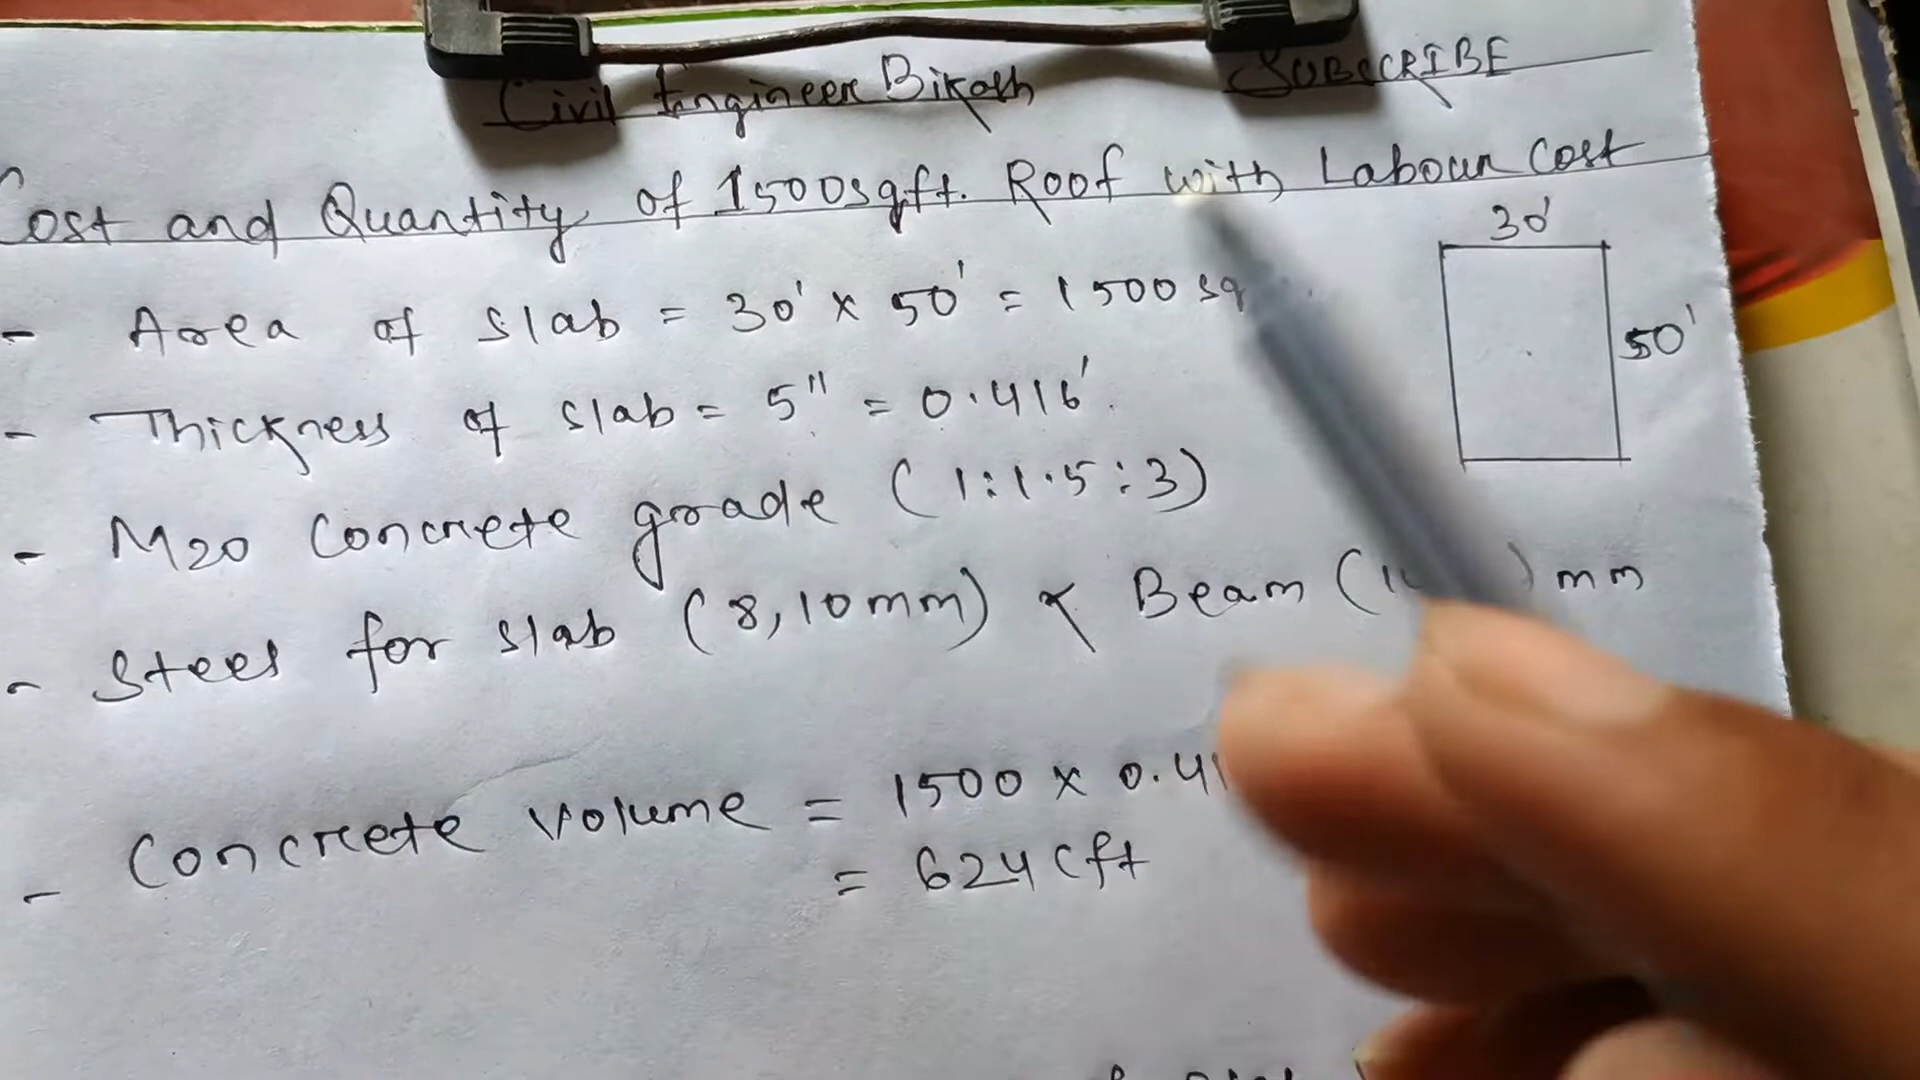 Civil Engineer Bikash SUBSCRIBE
Cost and Quantity of 1500sqft. Roof with Labour Cost
30'
50'
- Area of slab = 30' x 50' = 1500 sq
- Thickness of slab = 5" = 0.416'.
- M20 Concrete grade (1:1.5:3)
- Steel for slab (8,10mm) & Beam ( ) mm
- Concrete Volume = 1500 x 0.41
= 624 Cft